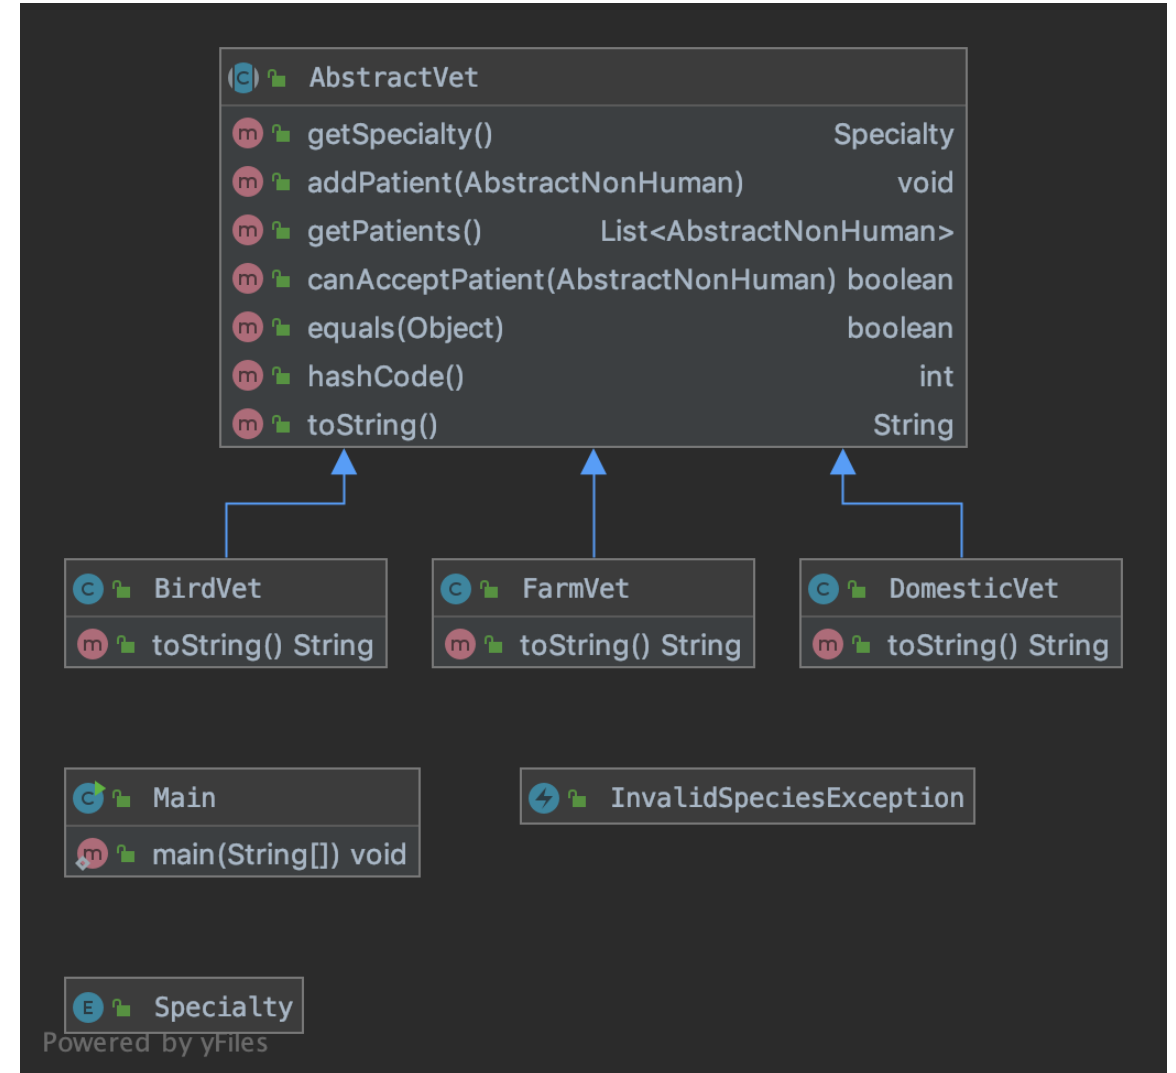 AbstractVet
getSpecialty() Specialty
addPatient(AbstractNonHuman) void
getPatients() List<AbstractNonHuman>
canAcceptPatient(AbstractNonHuman) boolean
equals(Object) boolean
hashCode() int
toString() String
BirdVet
toString() String
FarmVet
toString() String
DomesticVet
toString() String
Main
main(String[]) void
InvalidSpeciesException
Specialty
Powered by yFiles